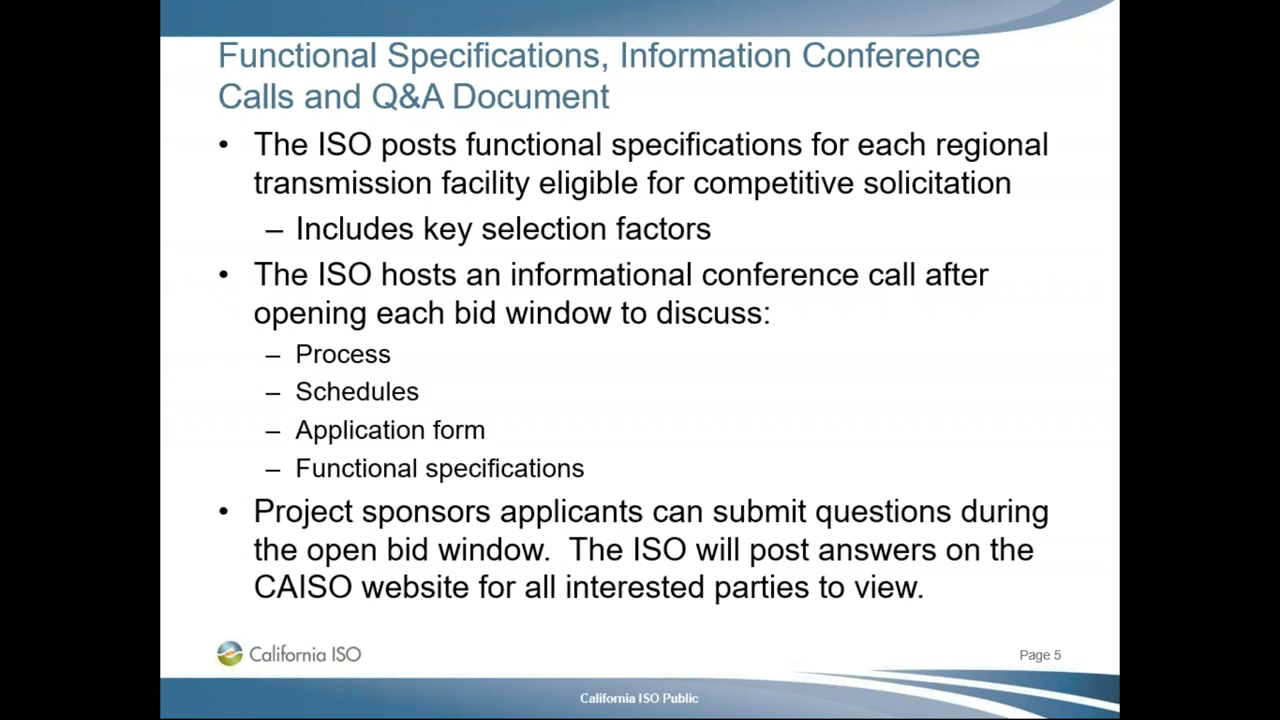 Functional Specifications, Information Conference
Calls and Q&A Document
• The ISO posts functional specifications for each regional
transmission facility eligible for competitive solicitation
– Includes key selection factors
• The ISO hosts an informational conference call after
opening each bid window to discuss:
– Process
– Schedules
– Application form
– Functional specifications
• Project sponsors applicants can submit questions during
the open bid window.  The ISO will post answers on the
CAISO website for all interested parties to view.
California ISO
Page 5
California ISO Public